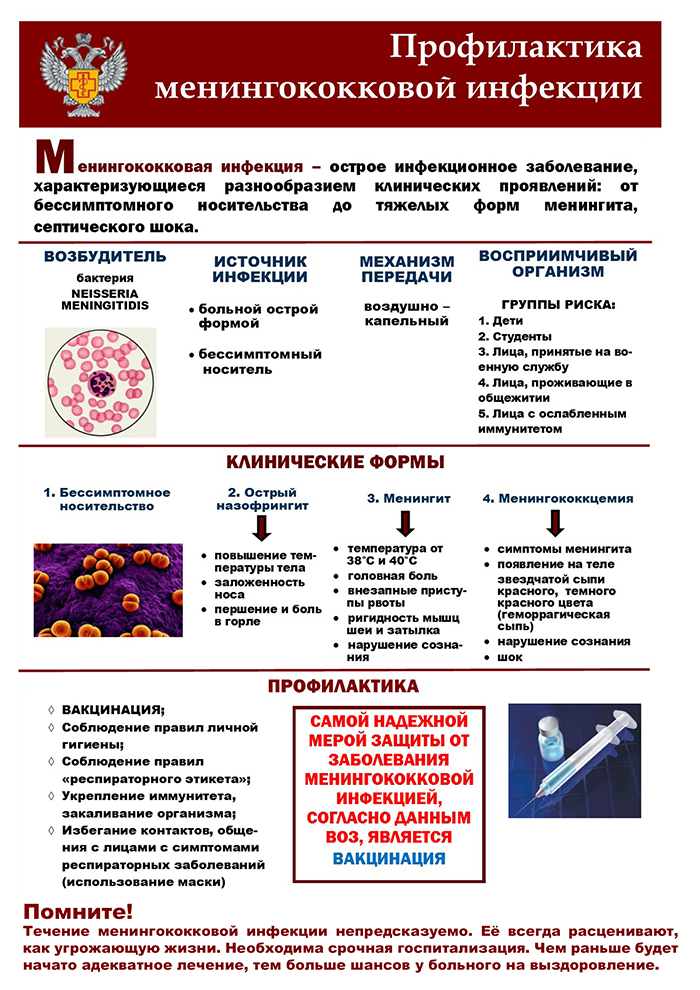 Профилактика
менингококковой инфекции
Менингококковая инфекция – острое инфекционное заболевание,
характеризующиеся разнообразием клинических проявлений: от
бессимптомного носительства до тяжелых форм менингита,
септического шока.
ВОЗБУДИТЕЛЬ
бактерия
NEISSERIA
MENINGITIDIS
ИСТОЧНИК
ИНФЕКЦИИ
• больной острой
формой
• бессимптомный
носитель
МЕХАНИЗМ
ПЕРЕДАЧИ
воздушно –
капельный
ВОСПРИИМЧИВЫЙ
ОРГАНИЗМ
ГРУППЫ РИСКА:
1. Дети
2. Студенты
3. Лица, принятые на во-
енную службу
4. Лица, проживающие в
общежитии
5. Лица с ослабленным
иммунитетом
КЛИНИЧЕСКИЕ ФОРМЫ
1. Бессимптомное
носительство
2. Острый
назофрингит
• повышение тем-
пературы тела
• заложенность
носа
• першение и боль
в горле
3. Менингит
• температура от
38°С и 40°С
• головная боль
• внезапные присту-
пы рвоты
• ригидность мышц
шеи и затылка
• нарушение созна-
ния
4. Менингококкцемия
• симптомы менингита
• появление на теле
звездчатой сыпи
красного, темного
красного цвета
(геморрагическая
сыпь)
• нарушение сознания
• шок
ПРОФИЛАКТИКА
◊ ВАКЦИНАЦИЯ;
◊ Соблюдение правил личной
гигиены;
◊ Соблюдение правил
«респираторного этикета»;
◊ Укрепление иммунитета,
закаливание организма;
◊ Избегание контактов, обще-
ния с лицами с симптомами
респираторных заболеваний
(использование маски)
САМОЙ НАДЕЖНОЙ
МЕРОЙ ЗАЩИТЫ ОТ
ЗАБОЛЕВАНИЯ
МЕНИНГОКОККОВОЙ
ИНФЕКЦИЕЙ,
СОГЛАСНО ДАННЫМ
ВОЗ, ЯВЛЯЕТСЯ
ВАКЦИНАЦИЯ
Помните!
Течение менингококковой инфекции непредсказуемо. Её всегда расценивают,
как угрожающую жизни. Необходима срочная госпитализация. Чем раньше будет
начато адекватное лечение, тем больше шансов у больного на выздоровление.